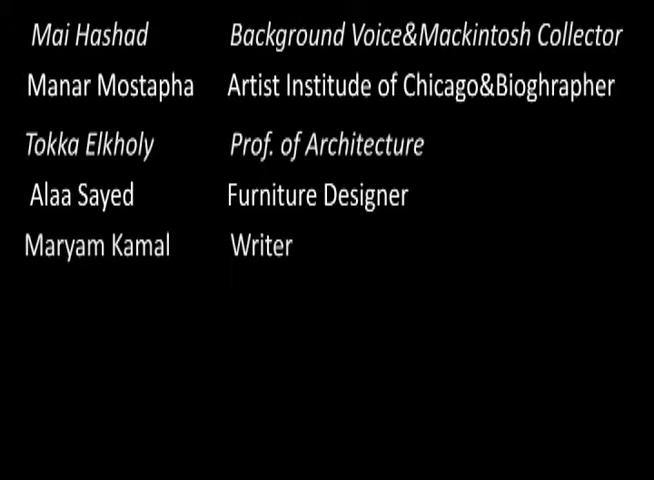 Mai Hashad Background Voice&Mackintosh Collector
Manar Mostapha Artist Institude of Chicago&Bioghrapher
Tokka Elkholy Prof. of Architecture
Alaa Sayed Furniture Designer
Maryam Kamal Writer